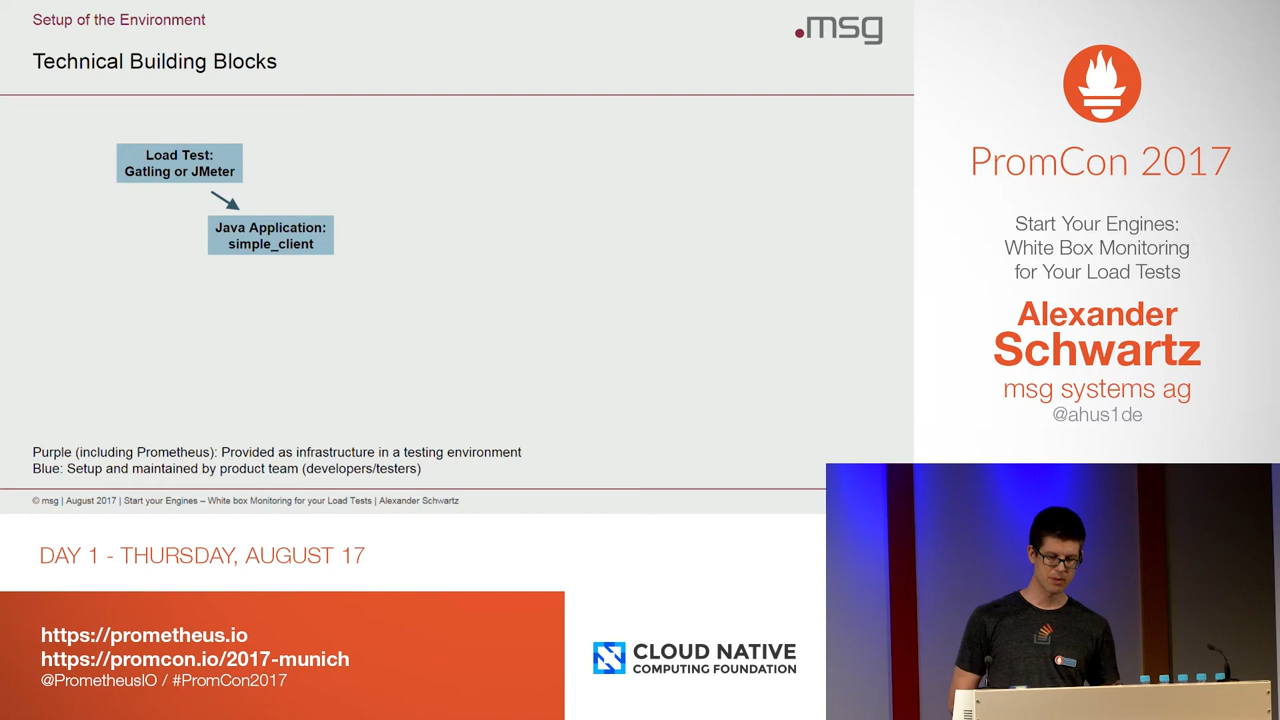 Setup of the Environment
.msg
Technical Building Blocks
Load Test:
Gatling or JMeter
Java Application:
simple_client
Purple (including Prometheus): Provided as infrastructure in a testing environment
Blue: Setup and maintained by product team (developers/testers)
© msg | August 2017 | Start your Engines – White box Monitoring for your Load Tests | Alexander Schwartz
PromCon 2017
Start Your Engines:
White Box Monitoring
for Your Load Tests
Alexander
Schwartz
msg systems ag
@ahus1de
DAY 1 - THURSDAY, AUGUST 17
https://prometheus.io
https://promcon.io/2017-munich
@PrometheusIO / #PromCon2017
CLOUD NATIVE
COMPUTING FOUNDATION